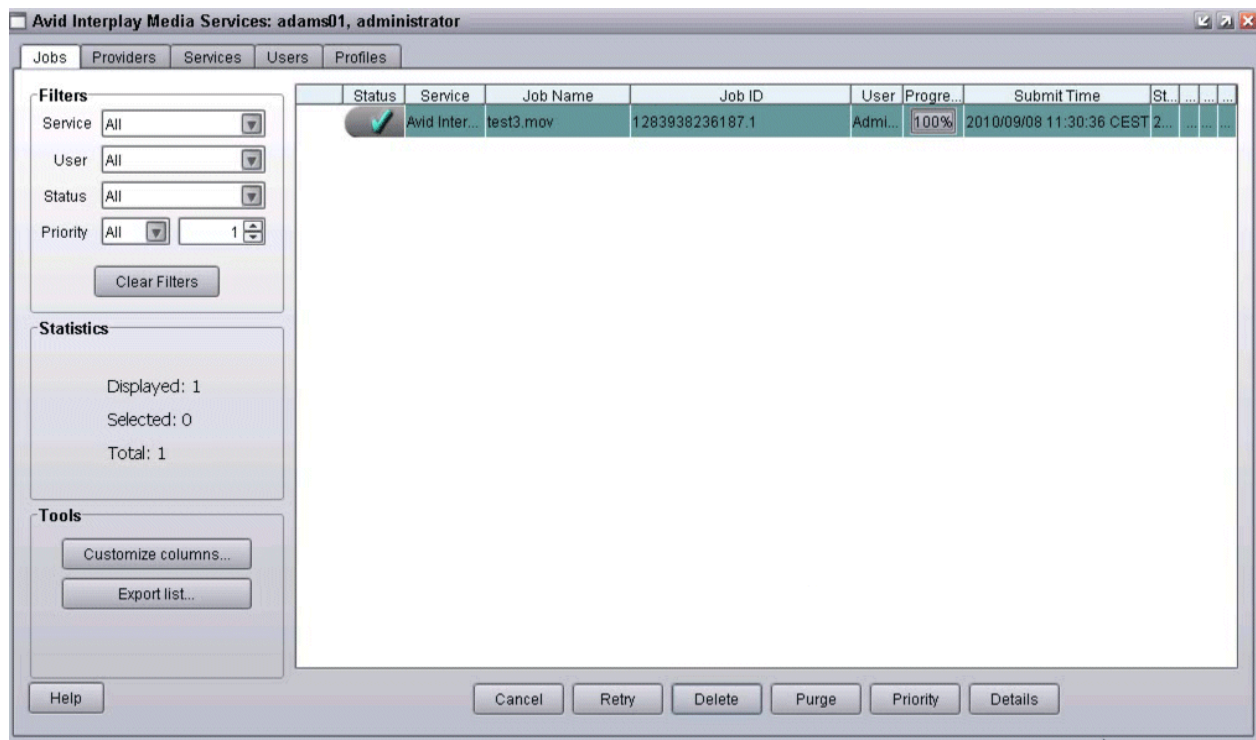 Avid Interplay Media Services: adams01, administrator
Jobs Providers Services Users Profiles
Filters
Service All
User All
Status All
Priority All 1
Clear Filters
Statistics
Displayed: 1
Selected: 0
Total: 1
Tools
Customize columns...
Export list...
Status Service Job Name Job ID User Progre... Submit Time St... ... ... ...
Avid Inter... test3.mov 1283938236187.1 Admi... 100% 2010/09/08 11:30:36 CEST 2... ... ... ...
Help Cancel Retry Delete Purge Priority Details